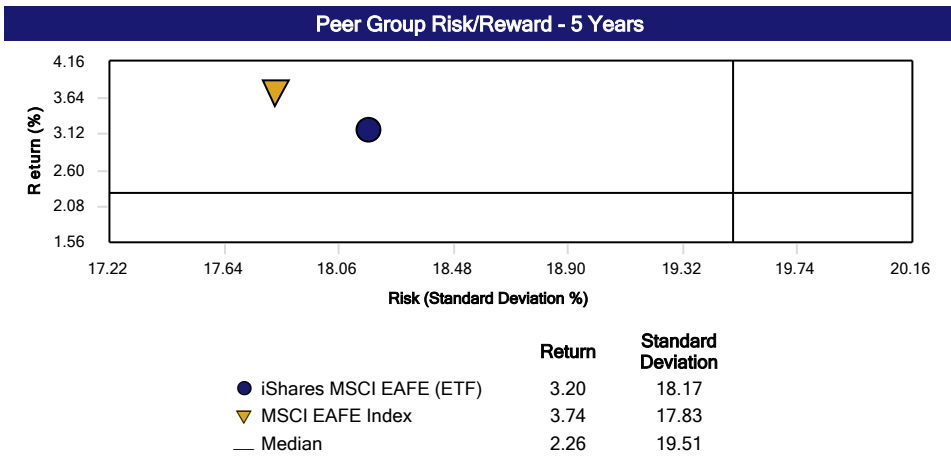 Peer Group Risk/Reward - 5 Years
4.16
3.64
3.12
2.60
2.08
1.56
Return (%)
17.22 17.64 18.06 18.48 18.90 19.32 19.74 20.16
Risk (Standard Deviation %)
Return Standard Deviation
iShares MSCI EAFE (ETF) 3.20 18.17
MSCI EAFE Index 3.74 17.83
Median 2.26 19.51